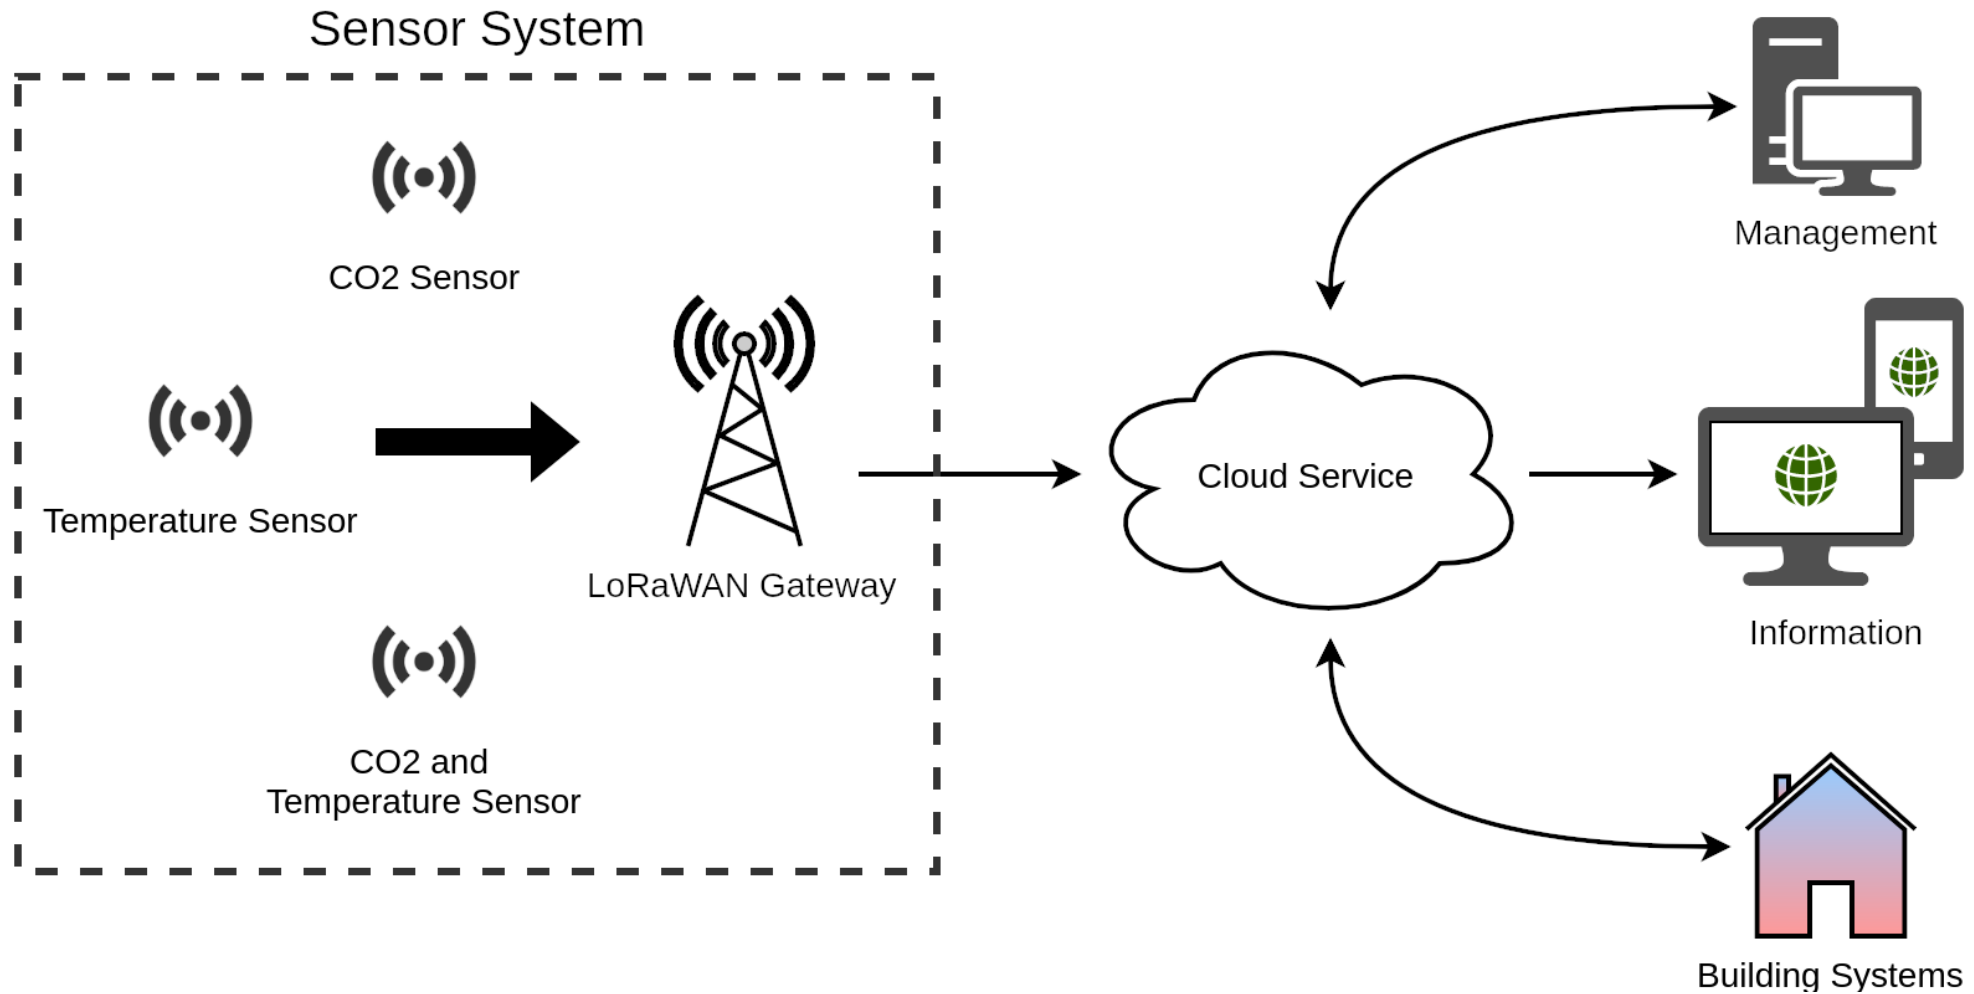 Sensor System
CO2 Sensor
Temperature Sensor
CO2 and
Temperature Sensor
LoRaWAN Gateway
Cloud Service
Management
Information
Building Systems